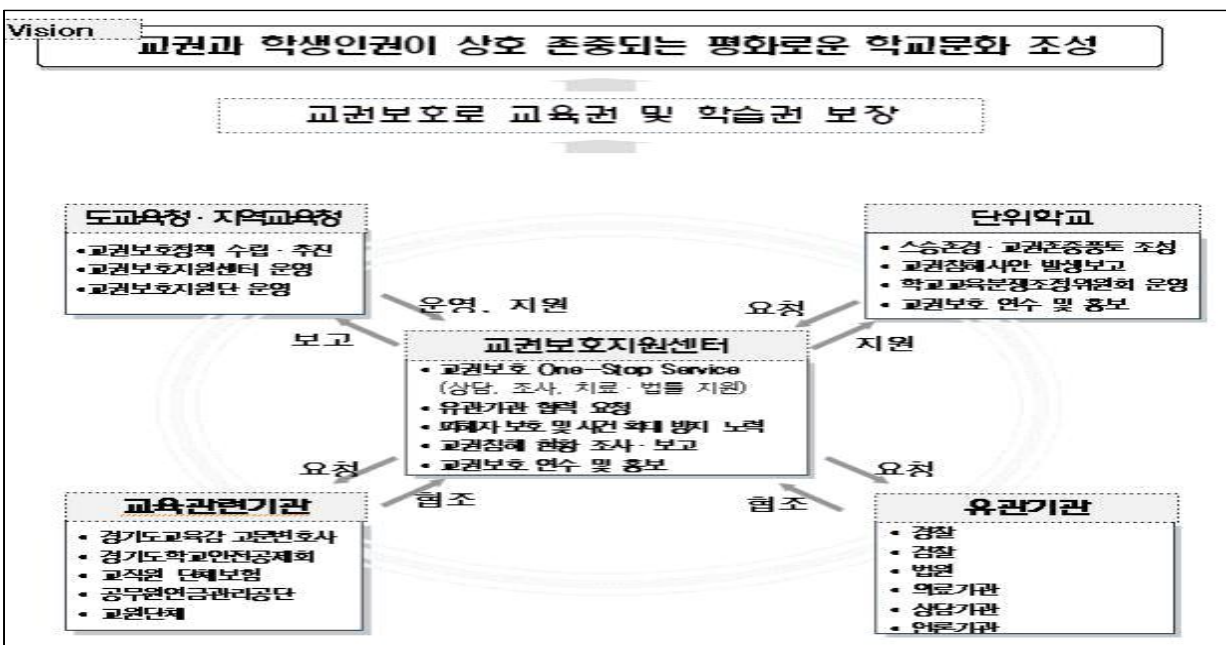 Vision
교권과 학생인권이 상호 존중되는 평화로운 학교문화 조성
교권보호로 교육권 및 학습권 보장
도교육청·지역교육청
•교권보호정책 수립·추진
•교권보호지원센터 운영
•교권보호지원단 운영
단위학교
• 스승존경·교권존중풍토 조성
• 교권침해사안 발생보고
• 학교교육분쟁조정위원회 운영
• 교권보호 연수 및 홍보
운영, 지원
보고
요청
지원
교권보호지원센터
• 교권보호 One-Stop Service
(상담, 조사, 치료·법률 지원)
• 유관기관 협력 요청
• 피해자 보호 및 사건 확대 방지 노력
• 교권침해 현황 조사·보고
• 교권보호 연수 및 홍보
요청
협조
요청
협조
교육관련기관
• 경기도교육감 고문변호사
• 경기도학교안전공제회
• 교직원 단체보험
• 공무원연금관리공단
• 교원단체
유관기관
• 경찰
• 검찰
• 법원
• 의료기관
• 상담기관
• 언론기관